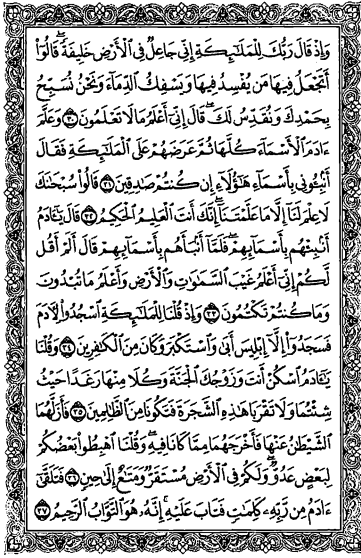 وَإِذْ قَالَ رَبُّكَ لِلْمَلَـٰٓئِكَةِ إِنِّى جَاعِلٌ فِى ٱلْأَرْضِ خَلِيفَةً ۖ قَالُوٓا۟
أَتَجْعَلُ فِيهَا مَن يُفْسِدُ فِيهَا وَيَسْفِكُ ٱلدِّمَآءَ وَنَحْنُ نُسَبِّحُ
بِحَمْدِكَ وَنُقَدِّسُ لَكَ ۖ قَالَ إِنِّىٓ أَعْلَمُ مَا لَا تَعْلَمُونَ ٣٠ وَعَلَّمَ
ءَادَمَ ٱلْأَسْمَآءَ كُلَّهَا ثُمَّ عَرَضَهُمْ عَلَى ٱلْمَلَـٰٓئِكَةِ فَقَالَ
أَنۢبِـُٔونِى بِأَسْمَآءِ هَـٰٓؤُلَآءِ إِن كُنتُمْ صَـٰدِقِينَ ٣١ قَالُوا۟ سُبْحَـٰنَكَ
لَا عِلْمَ لَنَآ إِلَّا مَا عَلَّمْتَنَآ ۖ إِنَّكَ أَنتَ ٱلْعَلِيمُ ٱلْحَكِيمُ ٣٢ قَالَ يَـٰٓـَٔادَمُ
أَنۢبِئْهُم بِأَسْمَآئِهِمْ ۖ فَلَمَّآ أَنۢبَأَهُم بِأَسْمَآئِهِمْ قَالَ أَلَمْ أَقُل
لَّكُمْ إِنِّىٓ أَعْلَمُ غَيْبَ ٱلسَّمَـٰوَٰتِ وَٱلْأَرْضِ وَأَعْلَمُ مَا تُبْدُونَ
وَمَا كُنتُمْ تَكْتُمُونَ ٣٣ وَإِذْ قُلْنَا لِلْمَلَـٰٓئِكَةِ ٱسْجُدُوا۟ لِـَٔادَمَ
فَسَجَدُوٓا۟ إِلَّآ إِبْلِيسَ أَبَىٰ وَٱسْتَكْبَرَ وَكَانَ مِنَ ٱلْكَـٰفِرِينَ ٣٤ وَقُلْنَا
يَـٰٓـَٔادَمُ ٱسْكُنْ أَنتَ وَزَوْجُكَ ٱلْجَنَّةَ وَكُلَا مِنْهَا رَغَدًا حَيْثُ
شِئْتُمَا وَلَا تَقْرَبَا هَـٰذِهِ ٱلشَّجَرَةَ فَتَكُونَا مِنَ ٱلظَّـٰلِمِينَ ٣٥ فَأَزَلَّهُمَا
ٱلشَّيْطَـٰنُ عَنْهَا فَأَخْرَجَهُمَا مِمَّا كَانَا فِيهِ ۖ وَقُلْنَا ٱهْبِطُوا۟ بَعْضُكُمْ
لِبَعْضٍ عَدُوٌّ ۖ وَلَكُمْ فِى ٱلْأَرْضِ مُسْتَقَرٌّ وَمَتَـٰعٌ إِلَىٰ حِينٍ ٣٦ فَتَلَقَّىٰٓ
ءَادَمُ مِن رَّبِّهِۦ كَلِمَـٰتٍ فَتَابَ عَلَيْهِ ۚ إِنَّهُۥ هُوَ ٱلتَّوَّابُ ٱلرَّحِيمُ ٣٧